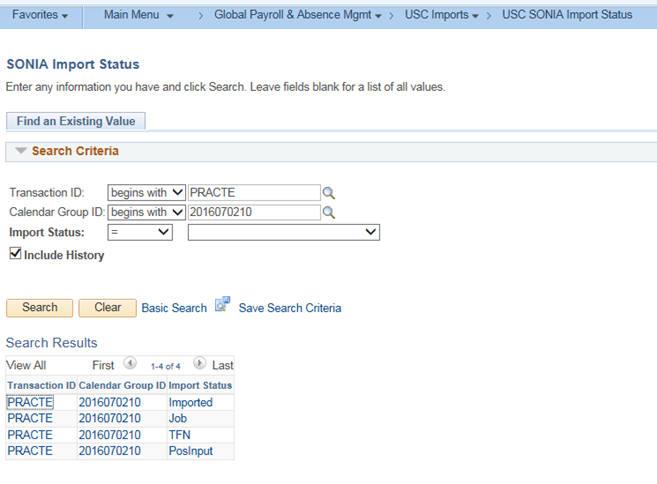 Favorites Main Menu > Global Payroll & Absence Mgmt > USC Imports > USC SONIA Import Status
SONIA Import Status
Enter any information you have and click Search. Leave fields blank for a list of all values.
Find an Existing Value
Search Criteria
Transaction ID: begins with PRACTE
Calendar Group ID: begins with 2016070210
Import Status: =
Include History
Search Clear Basic Search Save Search Criteria
Search Results
View All First 1-4 of 4 Last
Transaction ID Calendar Group ID Import Status
PRACTE 2016070210 Imported
PRACTE 2016070210 Job
PRACTE 2016070210 TFN
PRACTE 2016070210 PosInput